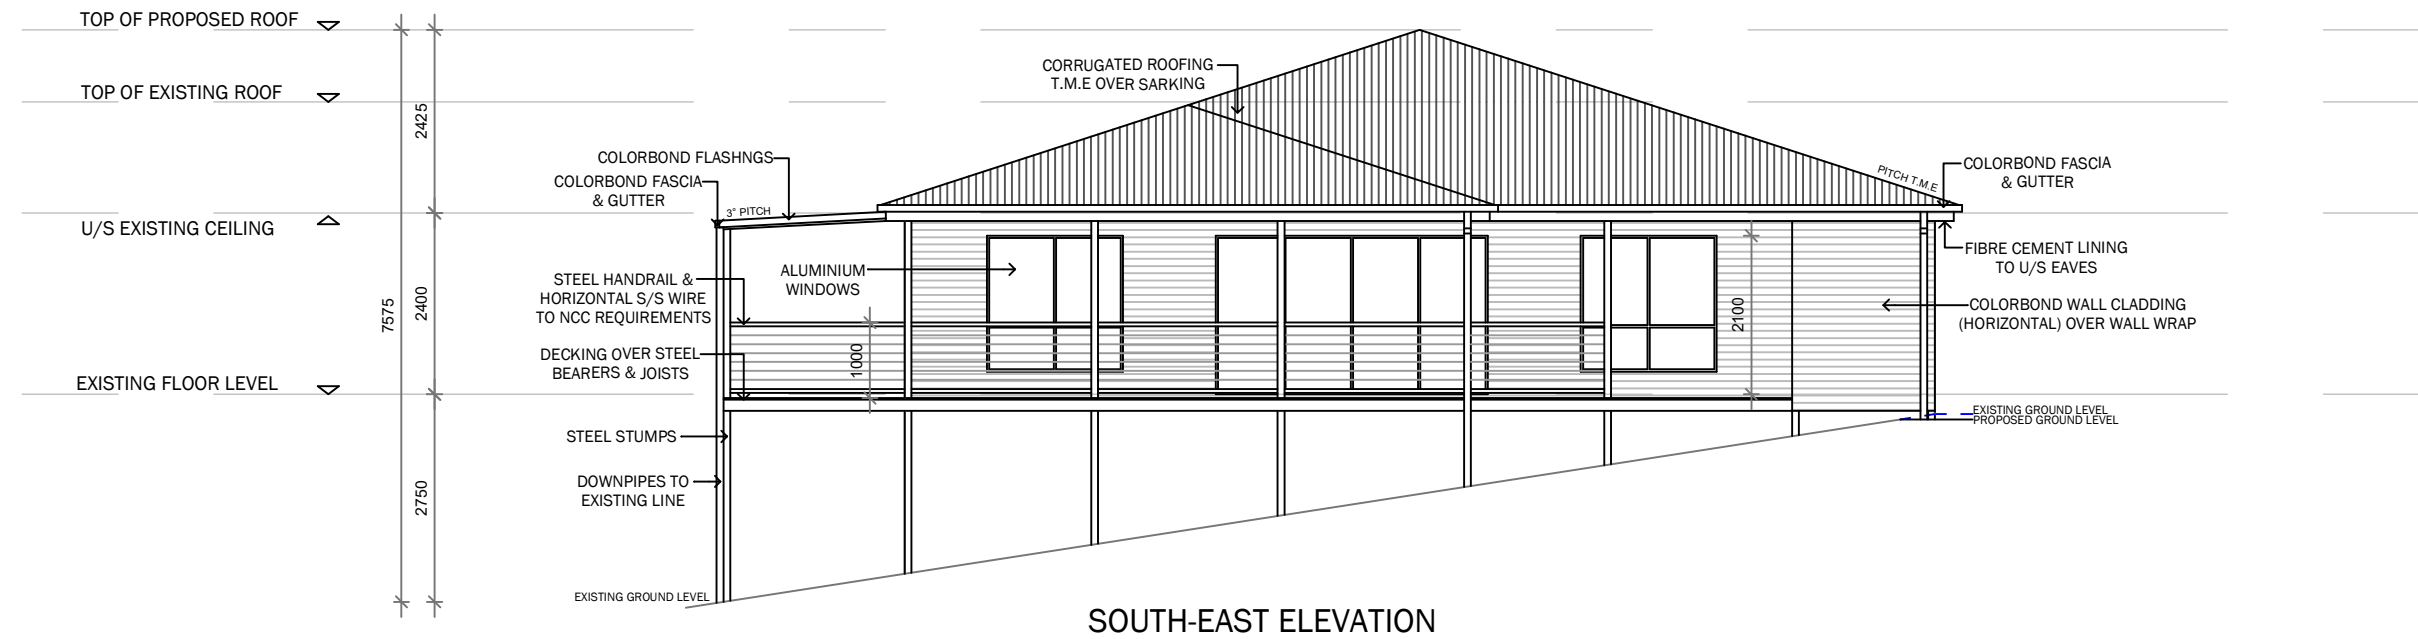 TOP OF PROPOSED ROOF
TOP OF EXISTING ROOF
U/S EXISTING CEILING
EXISTING FLOOR LEVEL
7575
2425
2400
2750
COLORBOND FLASHNGS
COLORBOND FASCIA
& GUTTER
3° PITCH
STEEL HANDRAIL &
HORIZONTAL S/S WIRE
TO NCC REQUIREMENTS
DECKING OVER STEEL
BEARERS & JOISTS
STEEL STUMPS
DOWNPIPES TO
EXISTING LINE
EXISTING GROUND LEVEL
CORRUGATED ROOFING
T.M.E OVER SARKING
ALUMINIUM
WINDOWS
1000
2100
PITCH T.M.E
COLORBOND FASCIA
& GUTTER
FIBRE CEMENT LINING
TO U/S EAVES
COLORBOND WALL CLADDING
(HORIZONTAL) OVER WALL WRAP
EXISTING GROUND LEVEL
PROPOSED GROUND LEVEL
SOUTH-EAST ELEVATION